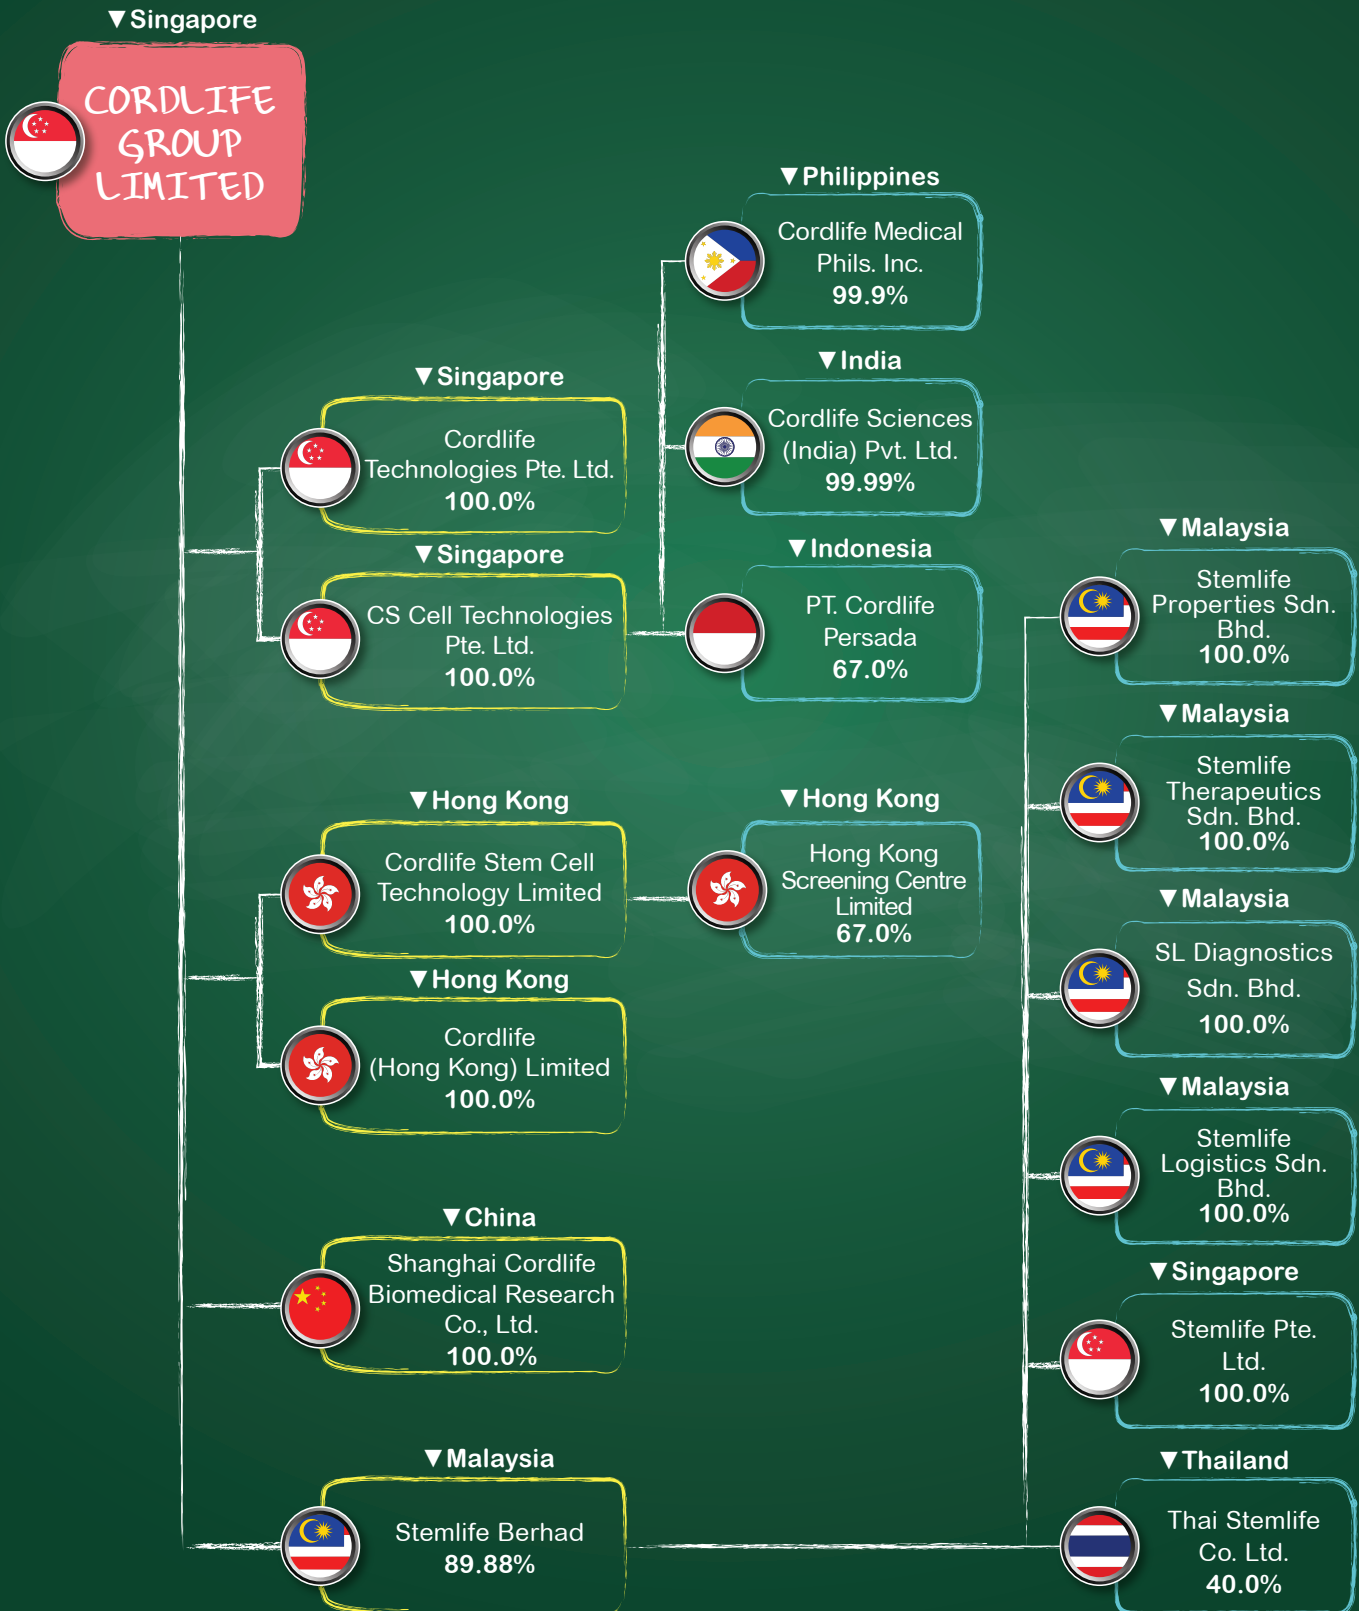 ▼Singapore
CORDLIFE
GROUP
LIMITED
▼Singapore
Cordlife
Technologies Pte. Ltd.
100.0%
▼Singapore
CS Cell Technologies
Pte. Ltd.
100.0%
▼Philippines
Cordlife Medical
Phils. Inc.
99.9%
▼India
Cordlife Sciences
(India) Pvt. Ltd.
99.99%
▼Indonesia
PT. Cordlife
Persada
67.0%
▼Hong Kong
Cordlife Stem Cell
Technology Limited
100.0%
▼Hong Kong
Hong Kong
Screening Centre
Limited
67.0%
▼Hong Kong
Cordlife
(Hong Kong) Limited
100.0%
▼China
Shanghai Cordlife
Biomedical Research
Co., Ltd.
100.0%
▼Malaysia
Stemlife Berhad
89.88%
▼Malaysia
Stemlife
Properties Sdn.
Bhd.
100.0%
▼Malaysia
Stemlife
Therapeutics
Sdn. Bhd.
100.0%
▼Malaysia
SL Diagnostics
Sdn. Bhd.
100.0%
▼Malaysia
Stemlife
Logistics Sdn.
Bhd.
100.0%
▼Singapore
Stemlife Pte.
Ltd.
100.0%
▼Thailand
Thai Stemlife
Co. Ltd.
40.0%